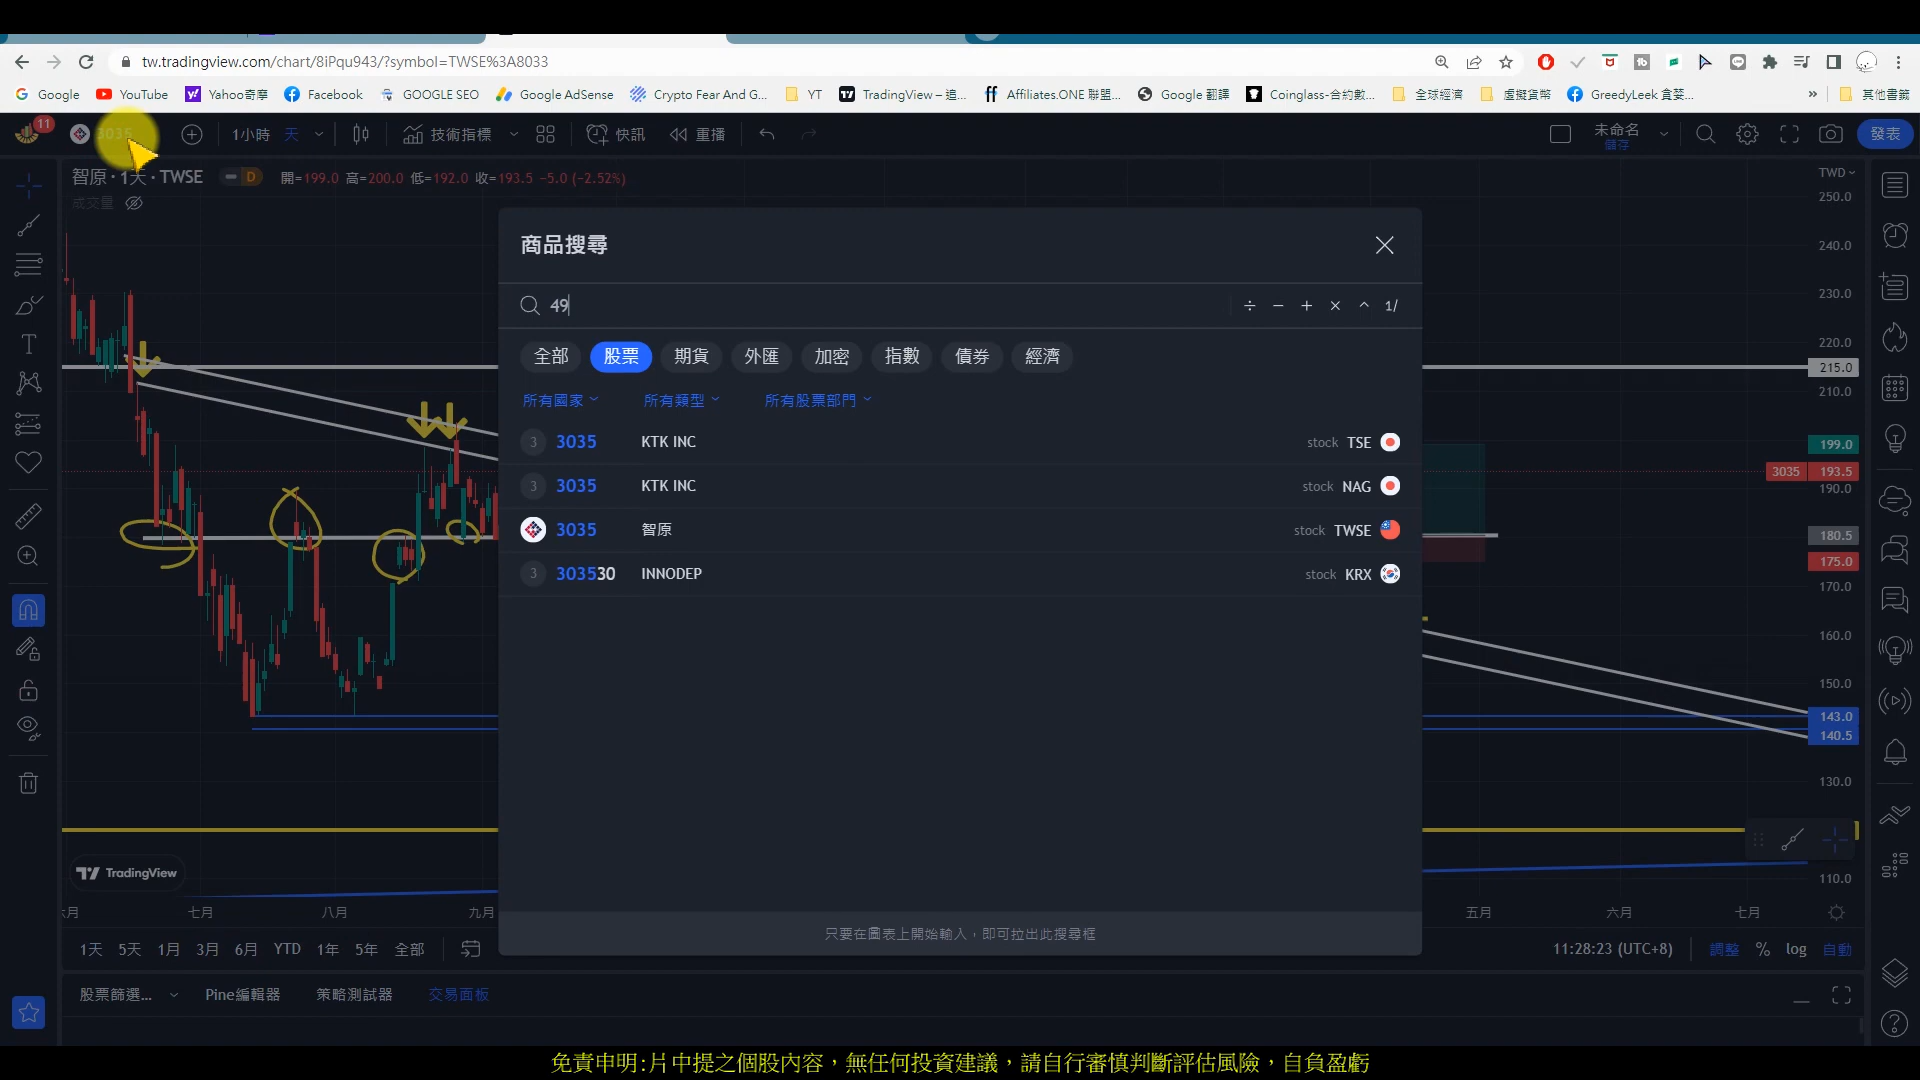 tw.tradingview.com/chart/8iPqu943/?symbol=TWSE%3A8033
Google YouTube Yahoo奇摩 Facebook GOOGLE SEO Google AdSense Crypto Fear And G... YT TradingView – 追... Affiliates.ONE 聯盟... Google 翻譯 Coinglass-合約數... 全球經濟 虛擬貨幣 GreedyLeek 貪婪... » 其他書籤
11 3035 1小時 天 技術指標 快訊 重播 未命名 儲存 發表
智原 · 1天 · TWSE D 開=199.0 高=200.0 低=192.0 收=193.5 −5.0 (−2.52%)
成交量
TWD
250.0
240.0
230.0
220.0
215.0
210.0
199.0
3035 193.5
190.0
180.5
175.0
170.0
160.0
150.0
143.0
140.5
130.0
110.0
商品搜尋
49 ÷ − + × ^ 1/
全部 股票 期貨 外匯 加密 指數 債券 經濟
所有國家 所有類型 所有股票部門
3 3035 KTK INC stock TSE
3 3035 KTK INC stock NAG
3035 智原 stock TWSE
3 303530 INNODEP stock KRX
只要在圖表上開始輸入，即可拉出此搜尋框
TradingView
六月 七月 八月 九月 五月 六月 七月
1天 5天 1月 3月 6月 YTD 1年 5年 全部 11:28:23 (UTC+8) 調整 % log 自動
股票篩選... Pine編輯器 策略測試器 交易面板
免責申明:片中提之個股內容，無任何投資建議，請自行審慎判斷評估風險，自負盈虧